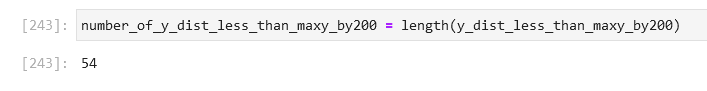 [243]: number_of_y_dist_less_than_maxy_by200 = length(y_dist_less_than_maxy_by200)
[243]: 54